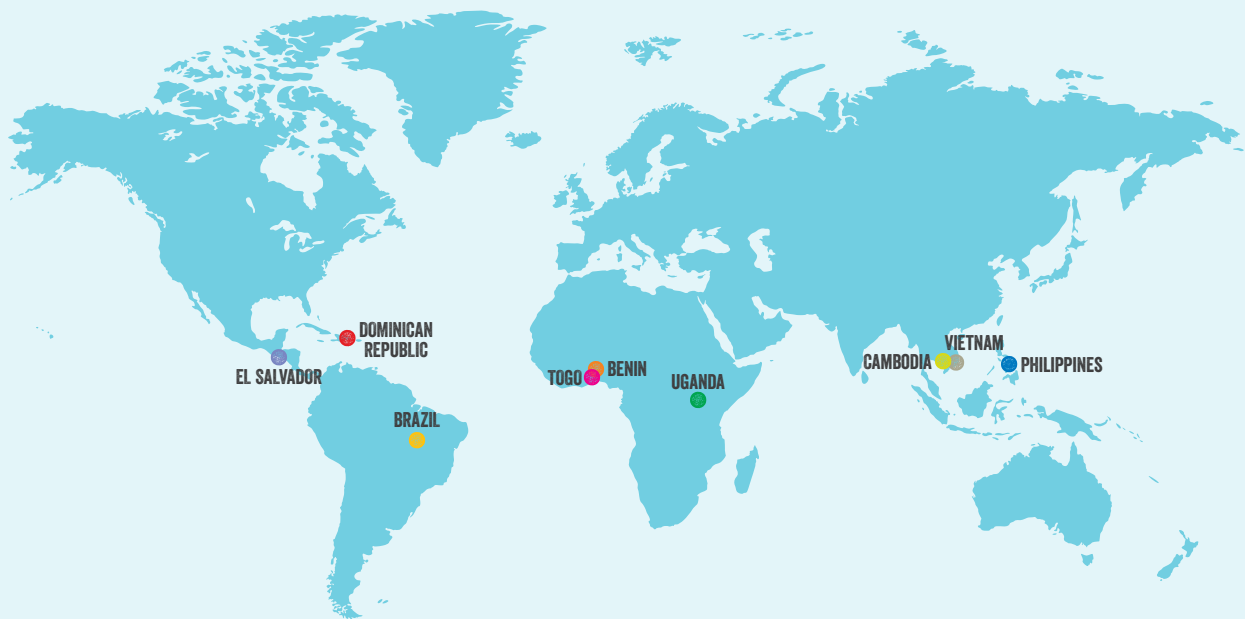 DOMINICAN
REPUBLIC
EL SALVADOR
BRAZIL
TOGO
BENIN
UGANDA
VIETNAM
CAMBODIA
PHILIPPINES